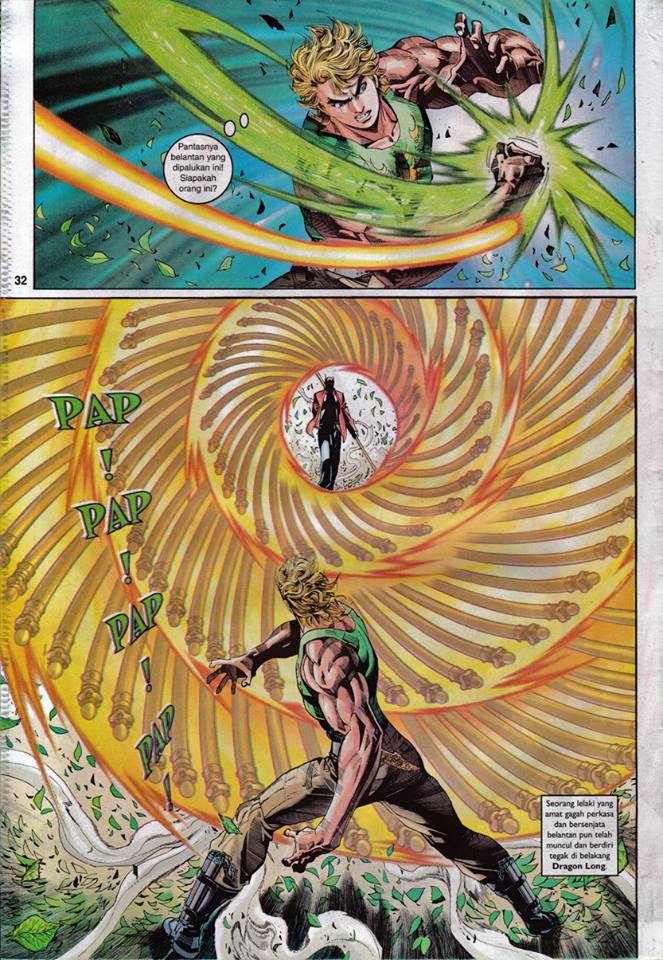 Pantasnya
belantan yang
dipalukan ini!
Siapakah
orang ini?
32
PAP
!
PAP
!
PAP
!
PAP
!
Seorang lelaki yang
amat gagah perkasa
dan bersenjata
belantan pun telah
muncul dan berdiri
tegak di belakang
Dragon Long.